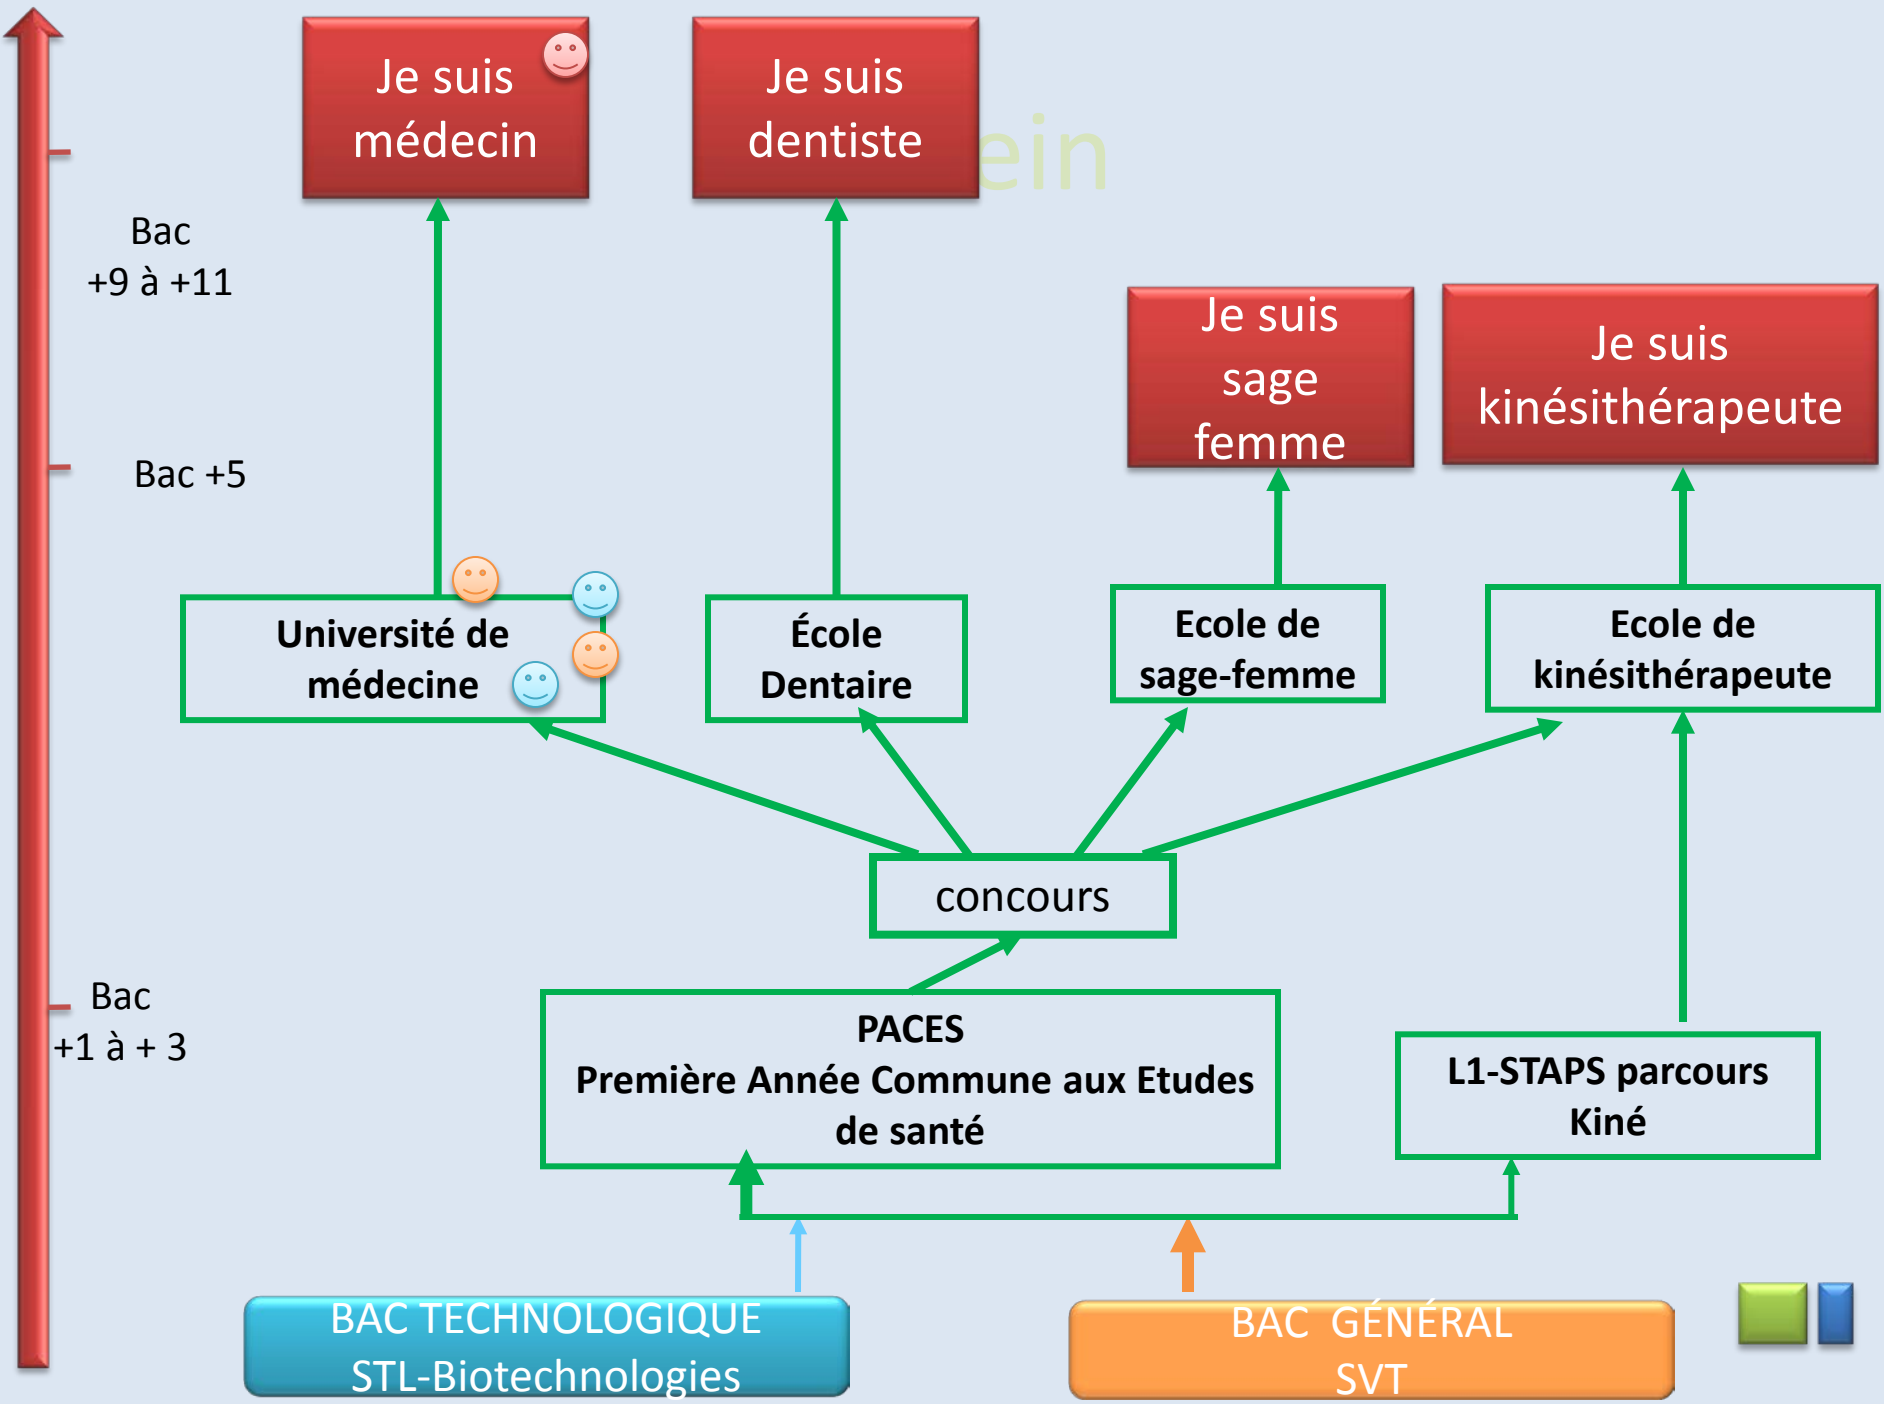 Je suis
médecin
Je suis
dentiste
ein
Bac
+9 à +11
Je suis
sage
femme
Je suis
kinésithérapeute
Bac +5
Université de
médecine
École
Dentaire
Ecole de
sage-femme
Ecole de
kinésithérapeute
concours
Bac
+1 à + 3
PACES
Première Année Commune aux Etudes
de santé
L1-STAPS parcours
Kiné
BAC TECHNOLOGIQUE
STL-Biotechnologies
BAC GÉNÉRAL
SVT